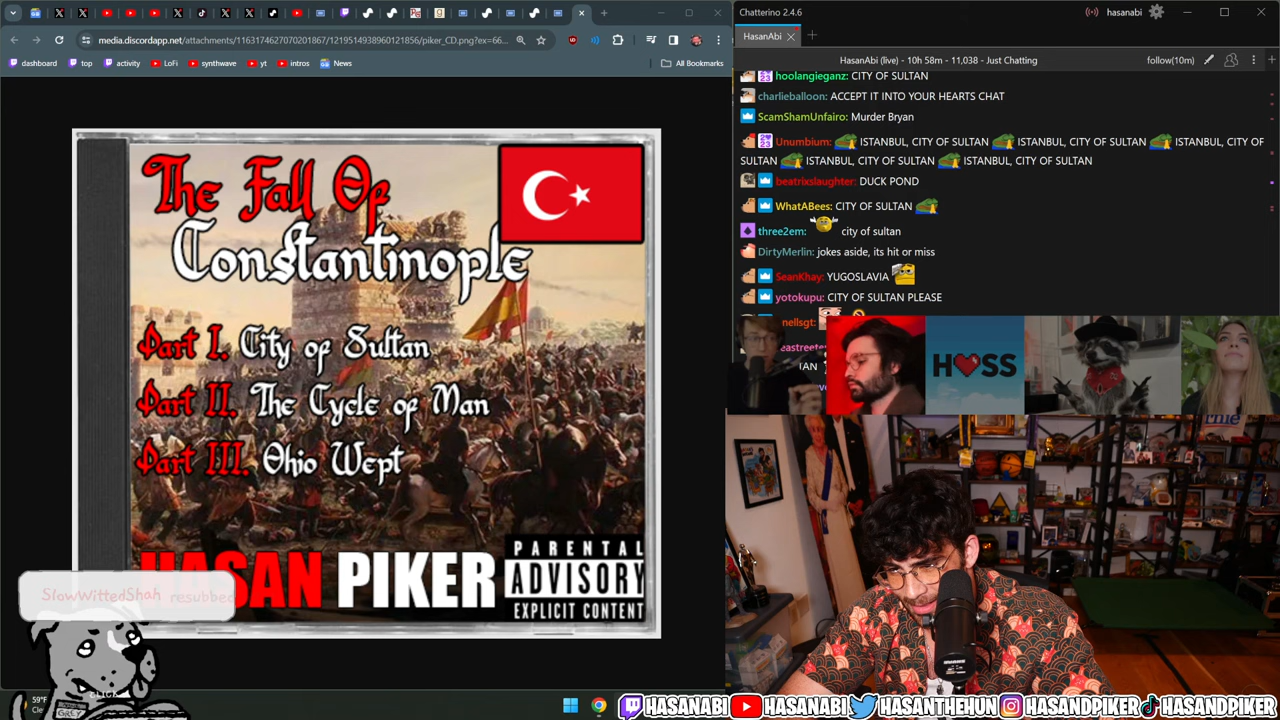 media.discordapp.net/attachments/1163174627070201867/1219514938960121856/piker_CD.png?ex=66...
dashboard
top
activity
LoFi
synthwave
yt
intros
News
All Bookmarks
The Fall Of
Constantinople
Part I. City of Sultan
Part II. The Cycle of Man
Part III. Ohio Wept
HASAN PIKER
PARENTAL
ADVISORY
EXPLICIT CONTENT
SlowWittedShah resubbed
59°F
Chatterino 2.4.6
hasanabi
HasanAbi
HasanAbi (live) - 10h 58m - 11,038 - Just Chatting
follow(10m)
hoolangieganz: CITY OF SULTAN
charlieballoon: ACCEPT IT INTO YOUR HEARTS CHAT
ScamShamUnfairo: Murder Bryan
Unumbium: ISTANBUL, CITY OF SULTAN ISTANBUL, CITY OF SULTAN ISTANBUL, CITY OF
SULTAN ISTANBUL, CITY OF SULTAN ISTANBUL, CITY OF SULTAN
beatrixslaughter: DUCK POND
WhatABees: CITY OF SULTAN
three2em: city of sultan
DirtyMerlin: jokes aside, its hit or miss
SeanKhay: YUGOSLAVIA
yotokupu: CITY OF SULTAN PLEASE
neilsgt:
HOSS
HASANABI HASANABI HASANTHEHUN HASANDPIKER HASANDPIKER